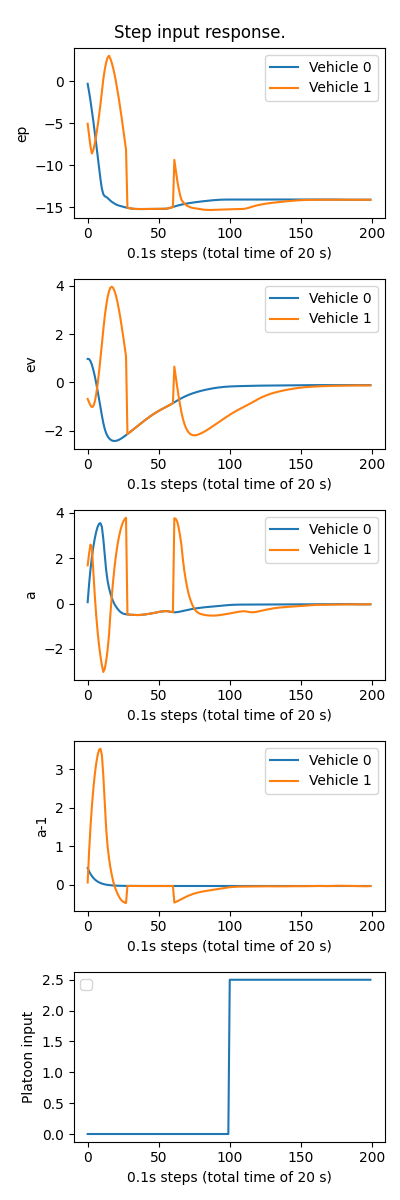 Step input response.
ep
0
−5
−10
−15
Vehicle 0
Vehicle 1
0 50 100 150 200
0.1s steps (total time of 20 s)
ev
4
2
0
−2
Vehicle 0
Vehicle 1
0 50 100 150 200
0.1s steps (total time of 20 s)
a
4
2
0
−2
Vehicle 0
Vehicle 1
0 50 100 150 200
0.1s steps (total time of 20 s)
a-1
3
2
1
0
Vehicle 0
Vehicle 1
0 50 100 150 200
0.1s steps (total time of 20 s)
Platoon input
2.5
2.0
1.5
1.0
0.5
0.0
0 50 100 150 200
0.1s steps (total time of 20 s)